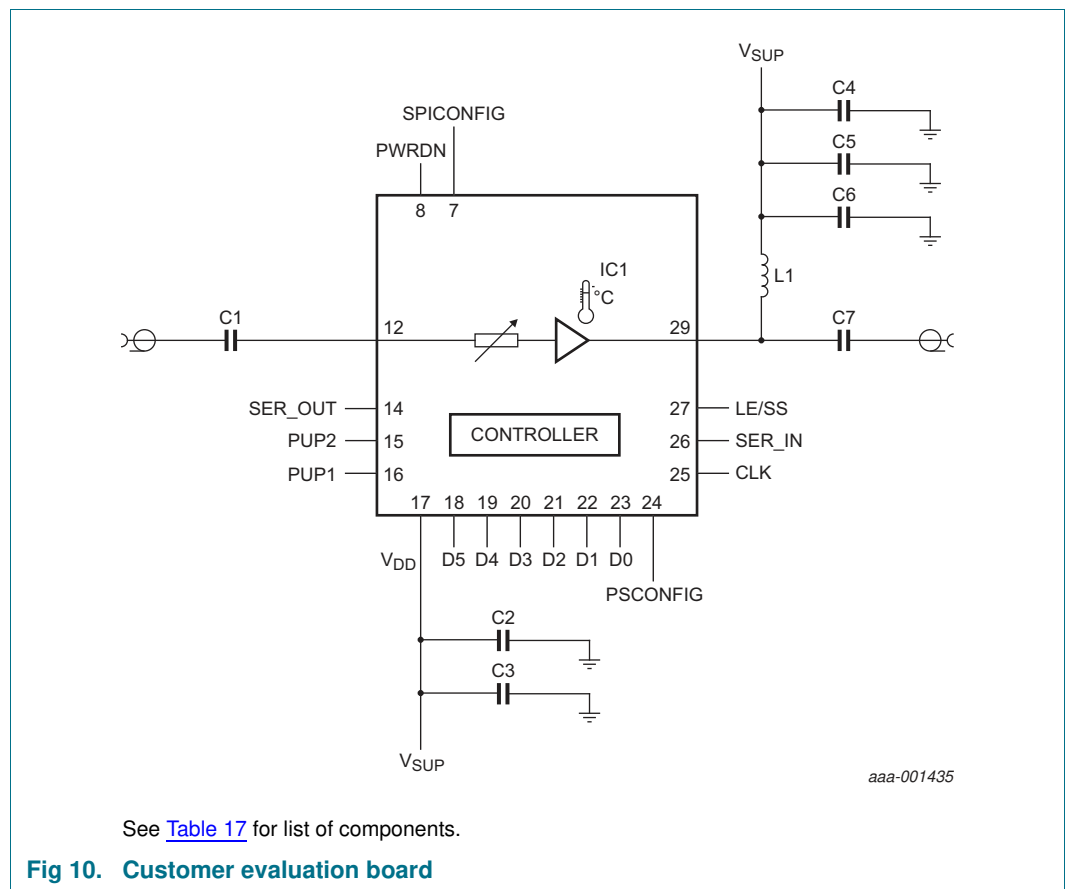 VSUP
C4
SPICONFIG
C5
PWRDN
C6
8 7
IC1
°C
L1
C1
12
29
C7
SER_OUT
14
27
LE/SS
CONTROLLER
PUP2
15
26
SER_IN
PUP1
16
25
CLK
17 18 19 20 21 22 23 24
VDD
D5 D4 D3 D2 D1 D0
PSCONFIG
C2
C3
VSUP
aaa-001435
See Table 17 for list of components.
Fig 10. Customer evaluation board